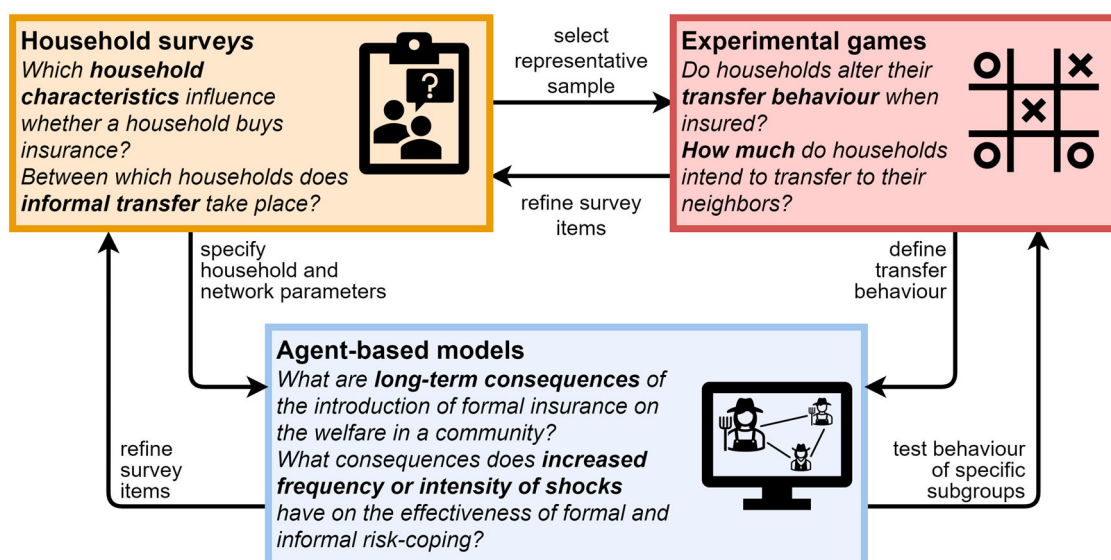 Household surveys
Which household
characteristics influence
whether a household buys
insurance?
Between which households does
informal transfer take place?
?
select
representative
sample
refine survey
items
Experimental games
Do households alter their
transfer behaviour when
insured?
How much do households
intend to transfer to their
neighbors?
specify
household and
network parameters
define
transfer
behaviour
Agent-based models
What are long-term consequences of
the introduction of formal insurance on
the welfare in a community?
What consequences does increased
frequency or intensity of shocks
have on the effectiveness of formal and
informal risk-coping?
refine
survey
items
test behaviour
of specific
subgroups